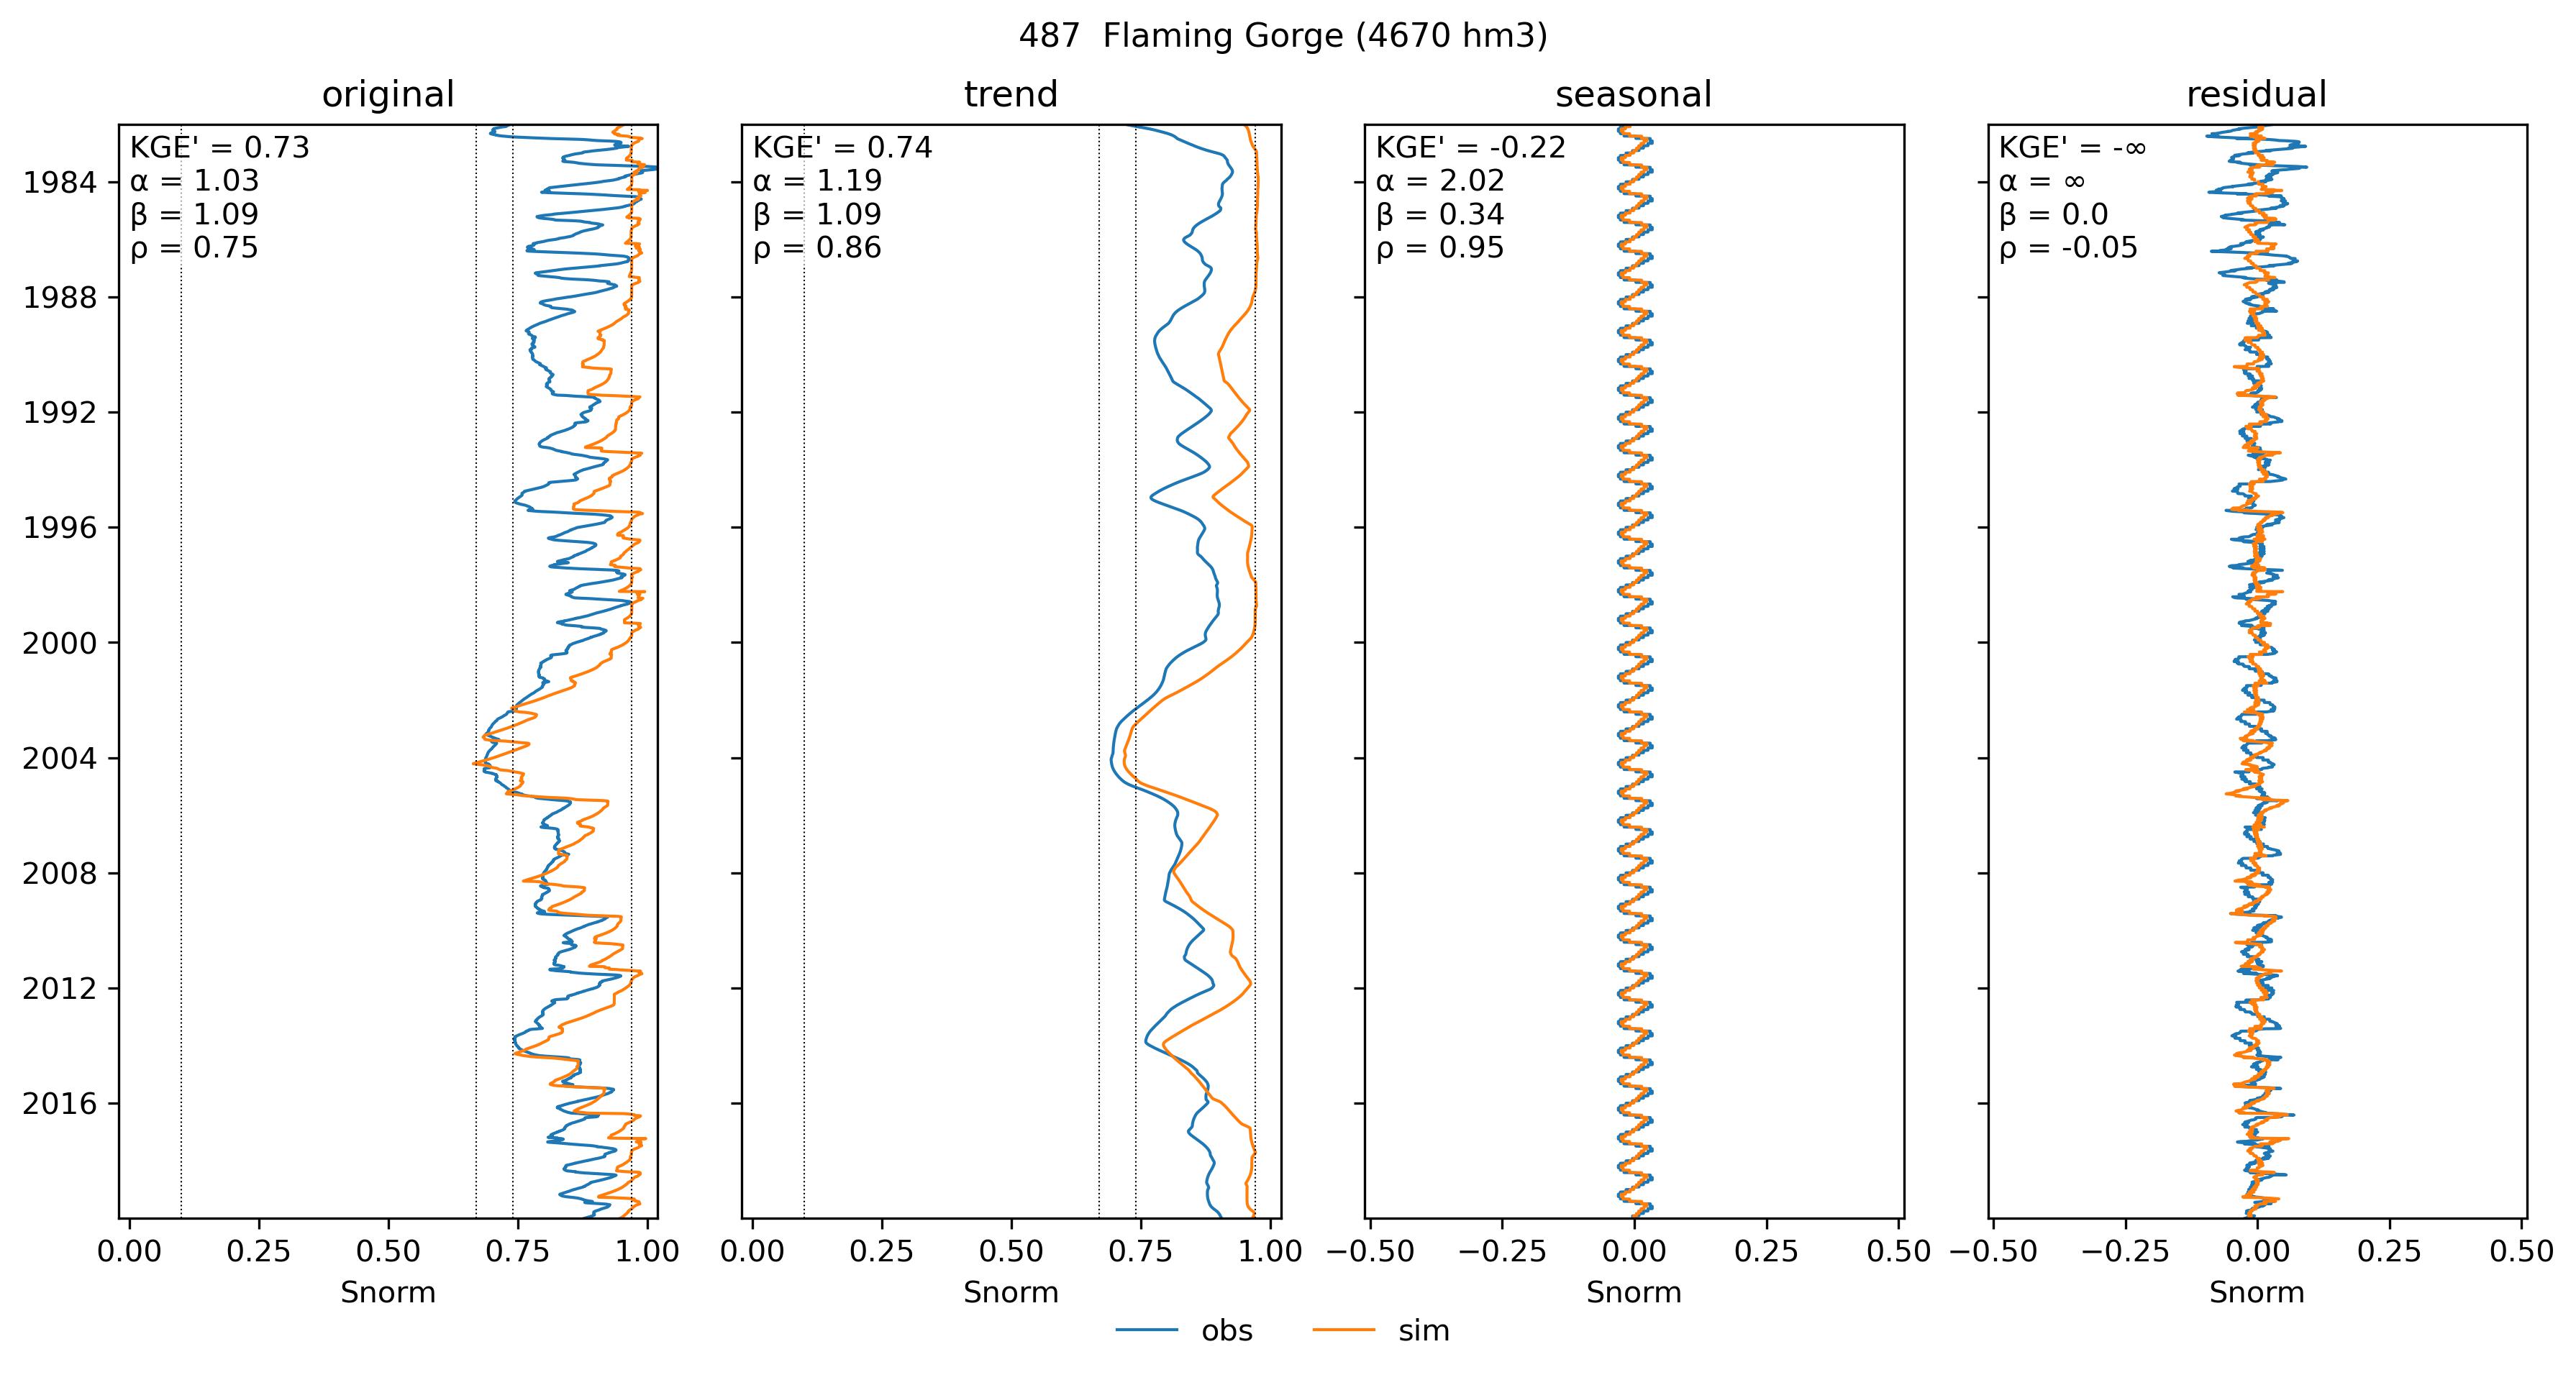 487  Flaming Gorge (4670 hm3)
original
KGE' = 0.73
α = 1.03
β = 1.09
ρ = 0.75
1984
1988
1992
1996
2000
2004
2008
2012
2016
0.00 0.25 0.50 0.75 1.00
Snorm
trend
KGE' = 0.74
α = 1.19
β = 1.09
ρ = 0.86
0.00 0.25 0.50 0.75 1.00
Snorm
seasonal
KGE' = -0.22
α = 2.02
β = 0.34
ρ = 0.95
−0.50 −0.25 0.00 0.25 0.50
Snorm
residual
KGE' = -∞
α = ∞
β = 0.0
ρ = -0.05
−0.50 −0.25 0.00 0.25 0.50
Snorm
obs sim